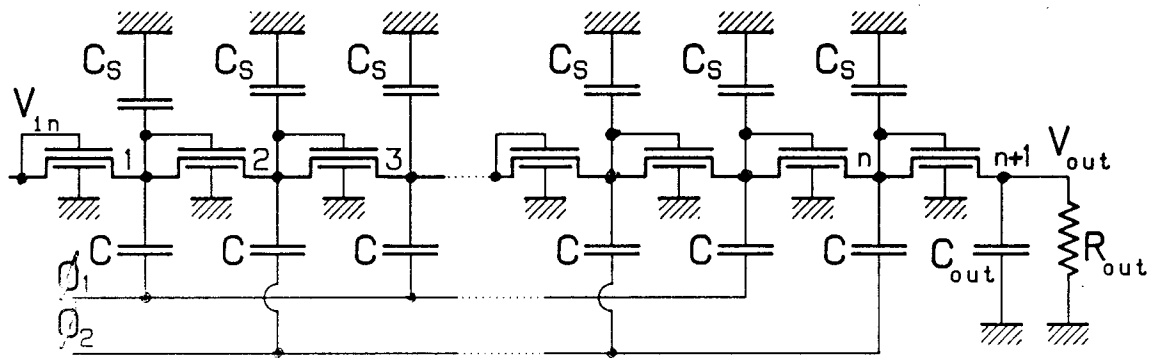 C_S C_S C_S C_S C_S C_S
V_in
1 2 3 n n+1 V_out
C C C C C C C_out R_out
Ø_1
Ø_2